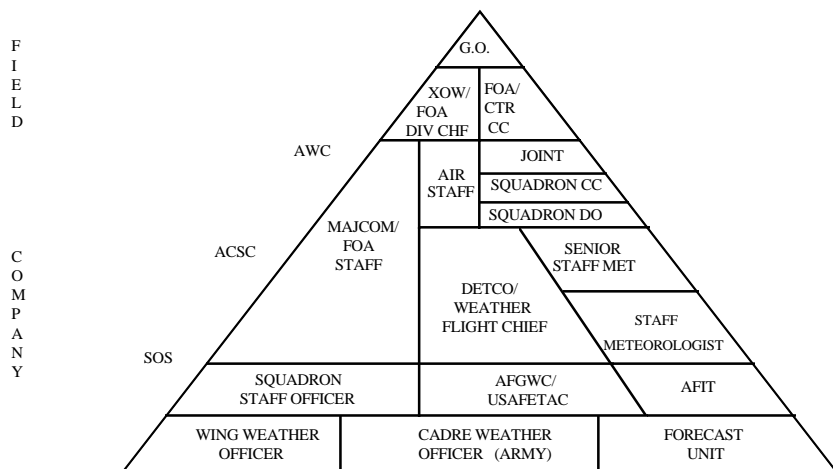 F
I
E
L
D
C
O
M
P
A
N
Y
AWC
ACSC
SOS
G.O.
XOW/
FOA
DIV CHF
FOA/
CTR
CC
AIR
STAFF
JOINT
SQUADRON CC
SQUADRON DO
MAJCOM/
FOA
STAFF
DETCO/
WEATHER
FLIGHT CHIEF
SENIOR
STAFF MET
STAFF
METEOROLOGIST
SQUADRON
STAFF OFFICER
AFGWC/
USAFETAC
AFIT
WING WEATHER
OFFICER
CADRE WEATHER
OFFICER (ARMY)
FORECAST
UNIT